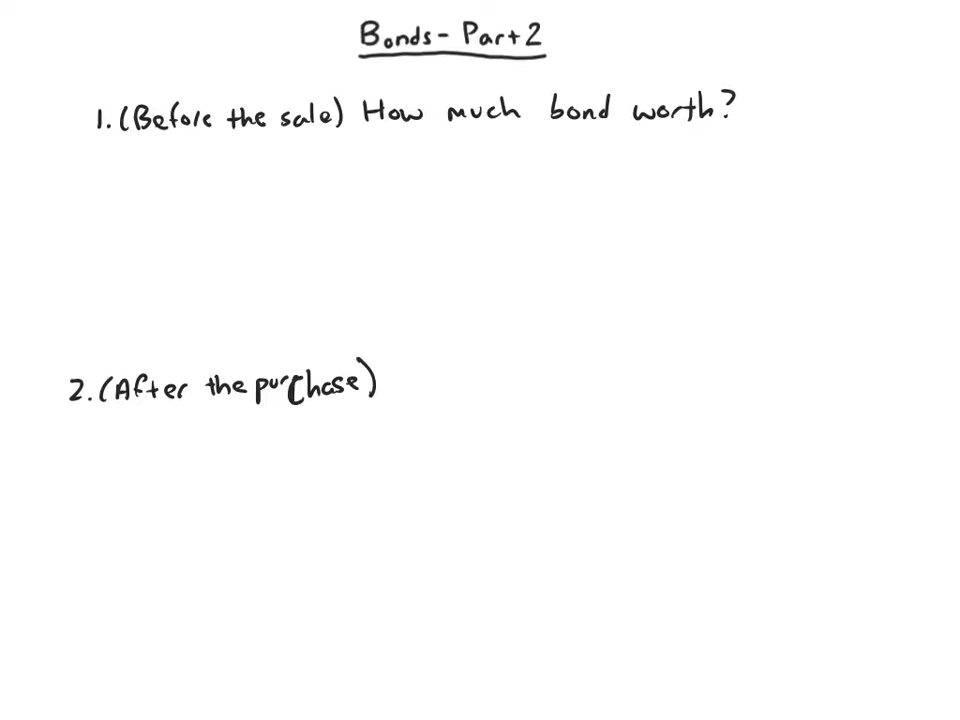 Bonds - Part 2
1. (Before the sale) How much bond worth?
2. (After the purchase)